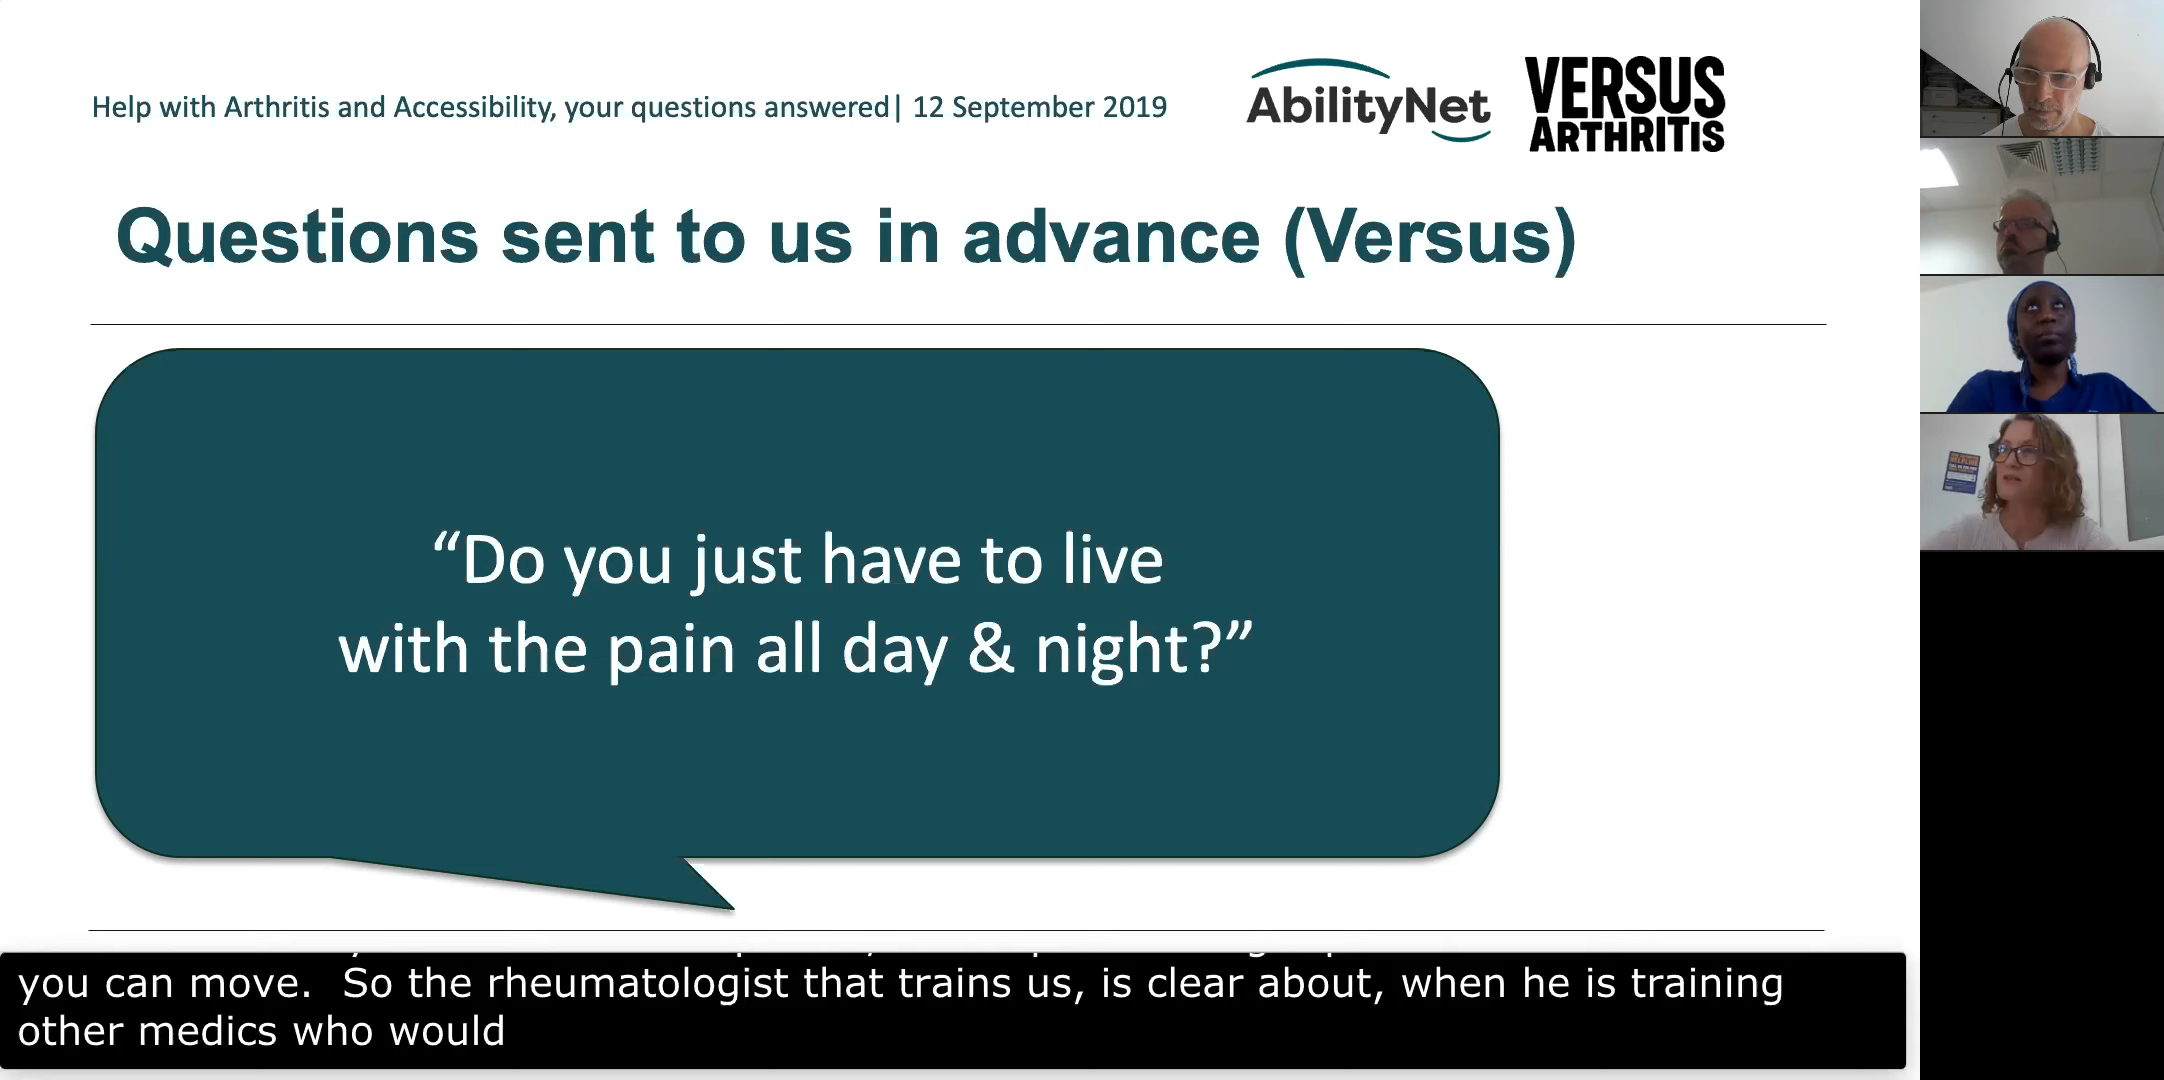 Help with Arthritis and Accessibility, your questions answered| 12 September 2019
AbilityNet
VERSUS
ARTHRITIS
Questions sent to us in advance (Versus)
“Do you just have to live
with the pain all day & night?”
you can move.  So the rheumatologist that trains us, is clear about, when he is training
other medics who would